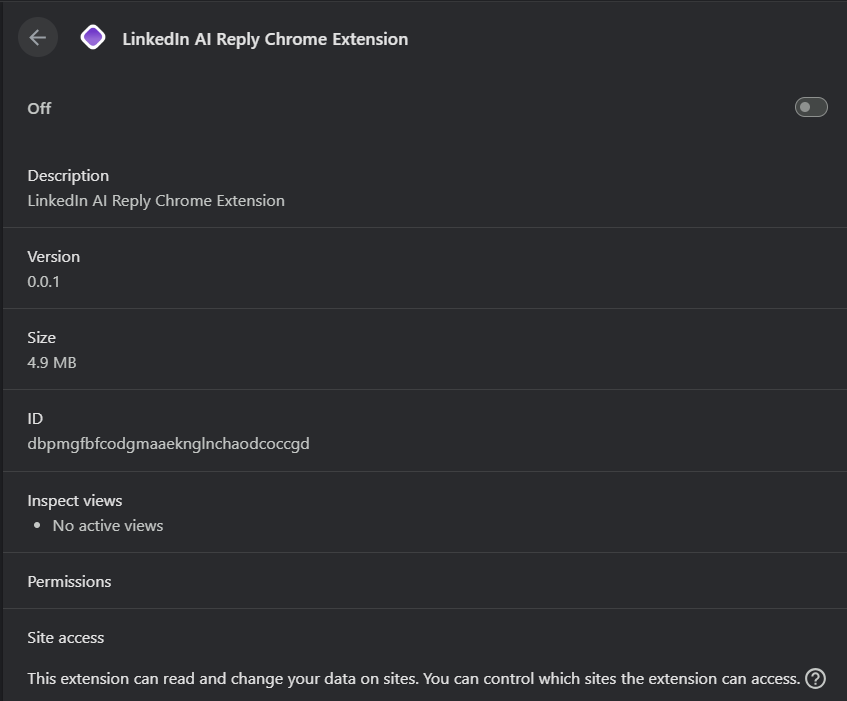 LinkedIn AI Reply Chrome Extension
Off
Description
LinkedIn AI Reply Chrome Extension
Version
0.0.1
Size
4.9 MB
ID
dbpmgfbfcodgmaaeknglnchaodcoccgd
Inspect views
• No active views
Permissions
Site access
This extension can read and change your data on sites. You can control which sites the extension can access.